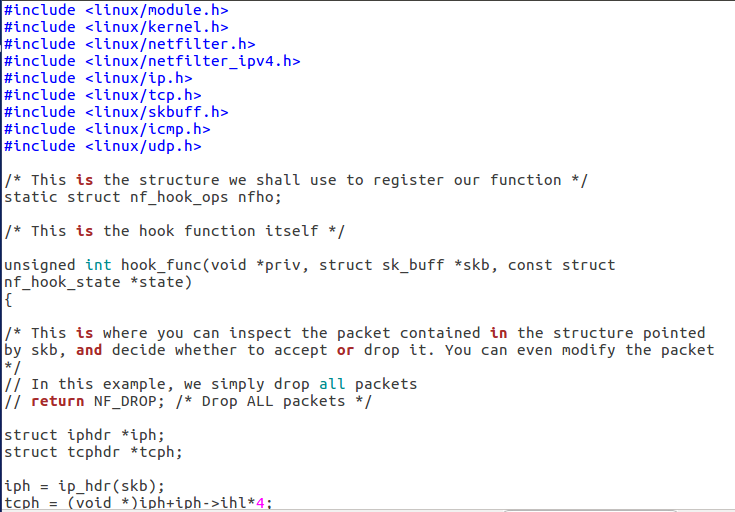 #include <linux/module.h>
#include <linux/kernel.h>
#include <linux/netfilter.h>
#include <linux/netfilter_ipv4.h>
#include <linux/ip.h>
#include <linux/tcp.h>
#include <linux/skbuff.h>
#include <linux/icmp.h>
#include <linux/udp.h>
/* This is the structure we shall use to register our function */
static struct nf_hook_ops nfho;
/* This is the hook function itself */
unsigned int hook_func(void *priv, struct sk_buff *skb, const struct
nf_hook_state *state)
{
/* This is where you can inspect the packet contained in the structure pointed
by skb, and decide whether to accept or drop it. You can even modify the packet
*/
// In this example, we simply drop all packets
// return NF_DROP; /* Drop ALL packets */
struct iphdr *iph;
struct tcphdr *tcph;
iph = ip_hdr(skb);
tcph = (void *)iph+iph->ihl*4;